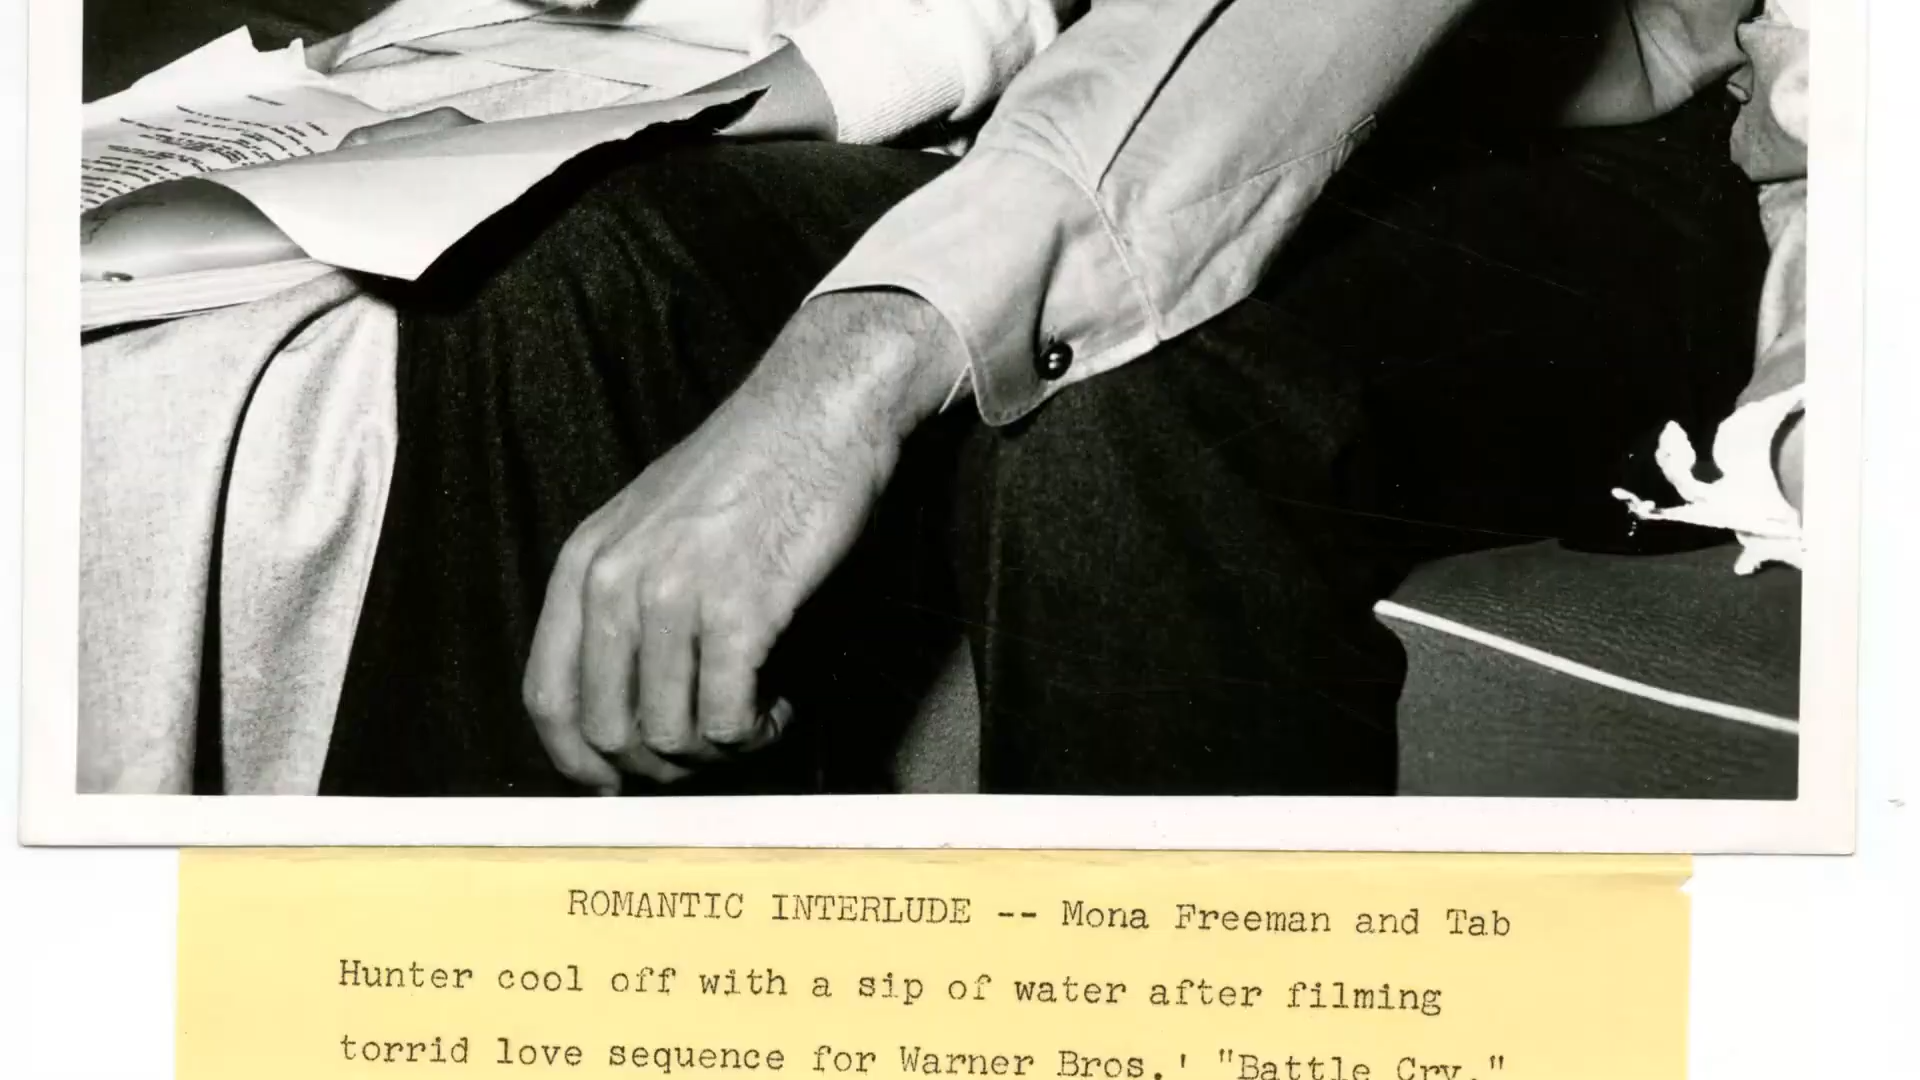 ROMANTIC INTERLUDE -- Mona Freeman and Tab
Hunter cool off with a sip of water after filming
torrid love sequence for Warner Bros.' "Battle Cry."